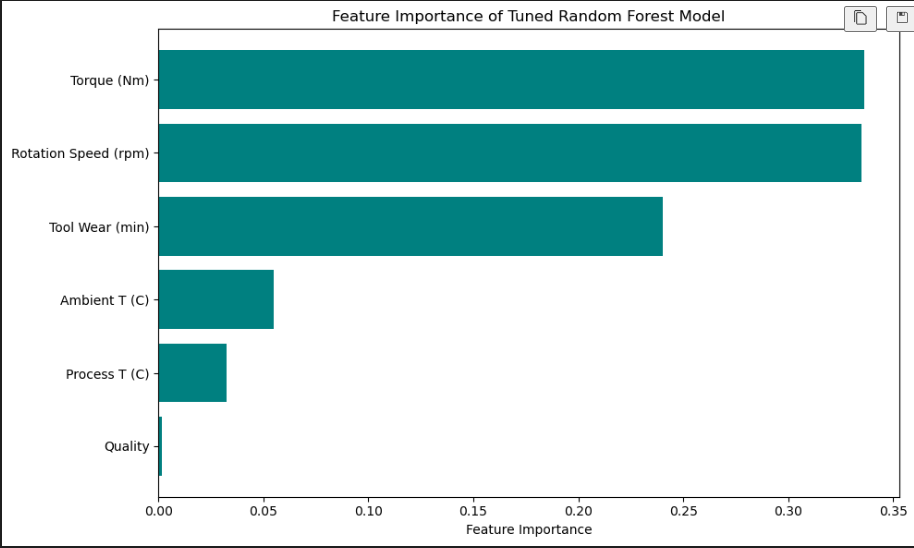 Feature Importance of Tuned Random Forest Model
Torque (Nm)
Rotation Speed (rpm)
Tool Wear (min)
Ambient T (C)
Process T (C)
Quality
0.00 0.05 0.10 0.15 0.20 0.25 0.30 0.35
Feature Importance